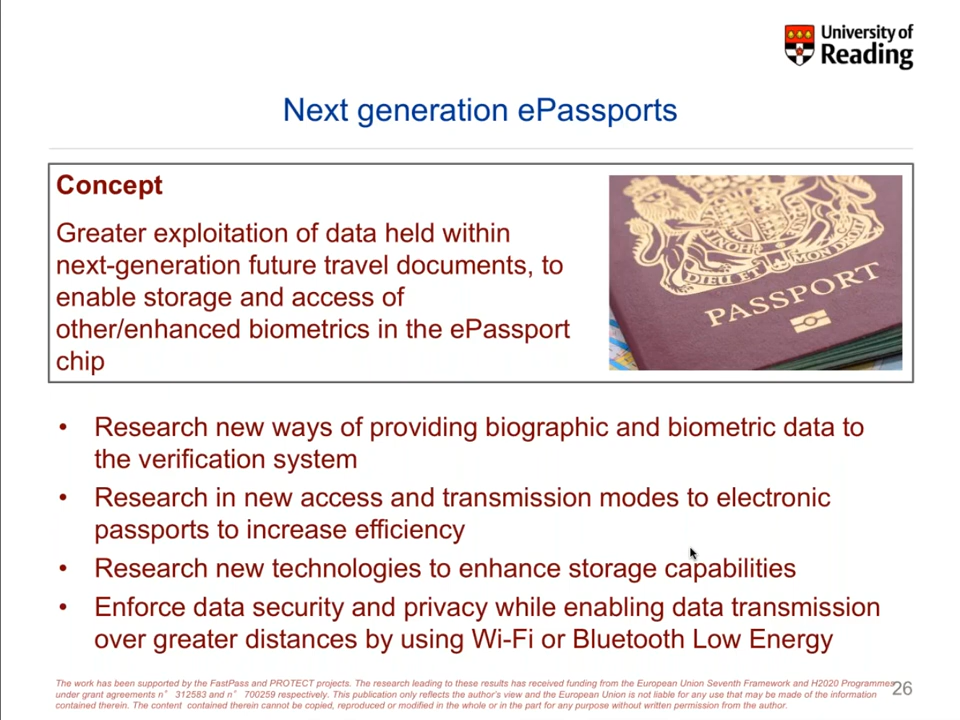 University of
Reading
Next generation ePassports
Concept
Greater exploitation of data held within
next-generation future travel documents, to
enable storage and access of
other/enhanced biometrics in the ePassport
chip
DIEU ET MON DROIT
PASSPORT
• Research new ways of providing biographic and biometric data to
the verification system
• Research in new access and transmission modes to electronic
passports to increase efficiency
• Research new technologies to enhance storage capabilities
• Enforce data security and privacy while enabling data transmission
over greater distances by using Wi-Fi or Bluetooth Low Energy
The work has been supported by the FastPass and PROTECT projects. The research leading to these results has received funding from the European Union Seventh Framework and H2020 Programmes
under grant agreements n° 312583 and n° 700259 respectively. This publication only reflects the author's view and the European Union is not liable for any use that may be made of the information
contained therein. The content contained therein cannot be copied, reproduced or modified in the whole or in the part for any purpose without written permission from the author.
26